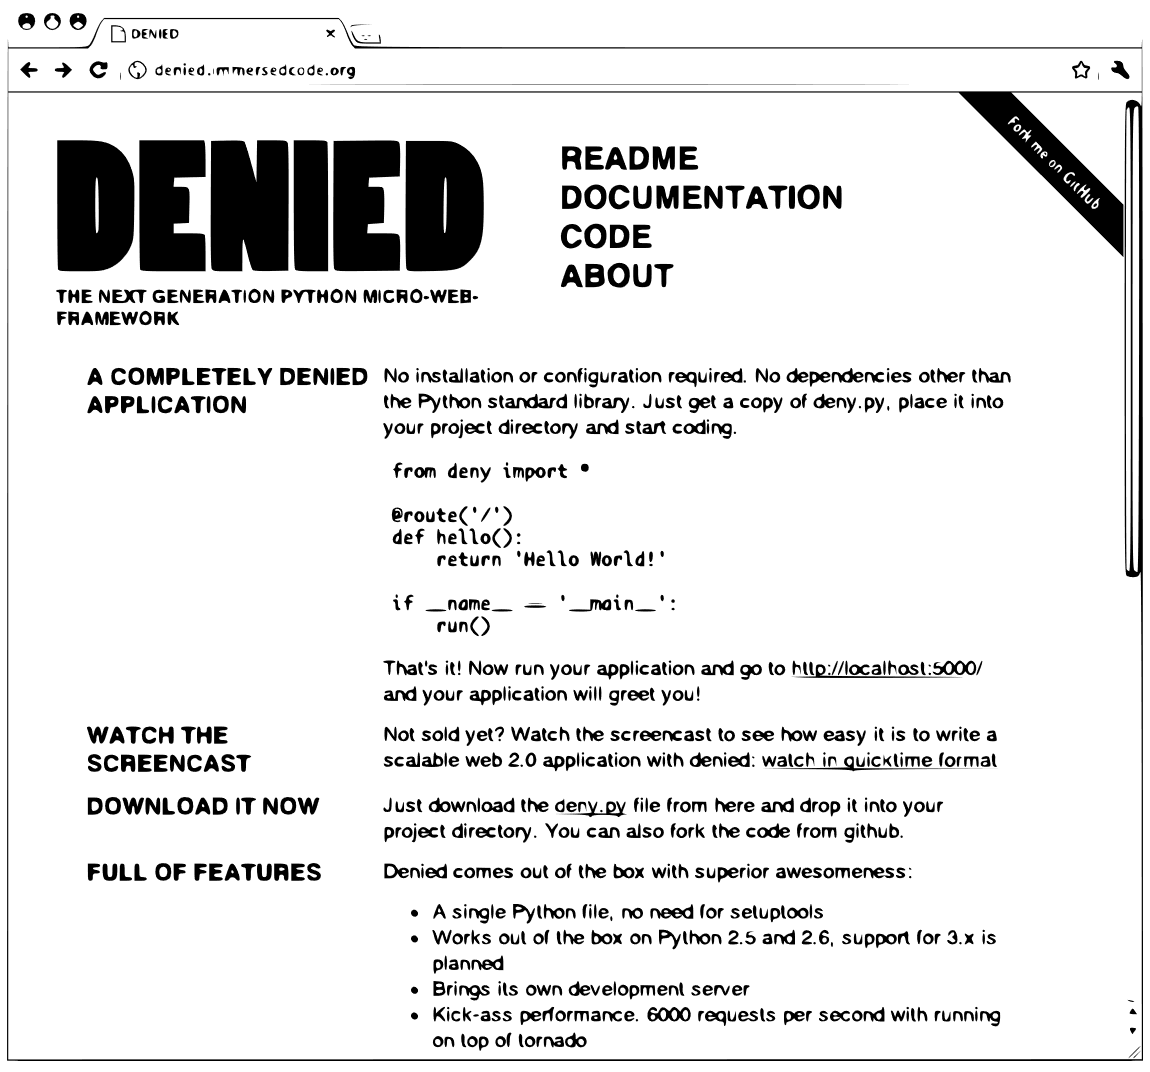 DENIED
denied.immersedcode.org
Fork me on GitHub
DENIED
THE NEXT GENERATION PYTHON MICRO-WEB-
FRAMEWORK
README
DOCUMENTATION
CODE
ABOUT
A COMPLETELY DENIED
APPLICATION
No installation or configuration required. No dependencies other than
the Python standard library. Just get a copy of deny.py, place it into
your project directory and start coding.
from deny import *
@route('/')
def hello():
    return 'Hello World!'
if __name__ == '__main__':
    run()
That's it! Now run your application and go to http://localhost:5000/
and your application will greet you!
WATCH THE
SCREENCAST
Not sold yet? Watch the screencast to see how easy it is to write a
scalable web 2.0 application with denied: watch in quicktime format
DOWNLOAD IT NOW
Just download the deny.py file from here and drop it into your
project directory. You can also fork the code from github.
FULL OF FEATURES
Denied comes out of the box with superior awesomeness:
• A single Python file, no need for setuptools
• Works out of the box on Python 2.5 and 2.6, support for 3.x is
planned
• Brings its own development server
• Kick-ass performance. 6000 requests per second with running
on top of tornado